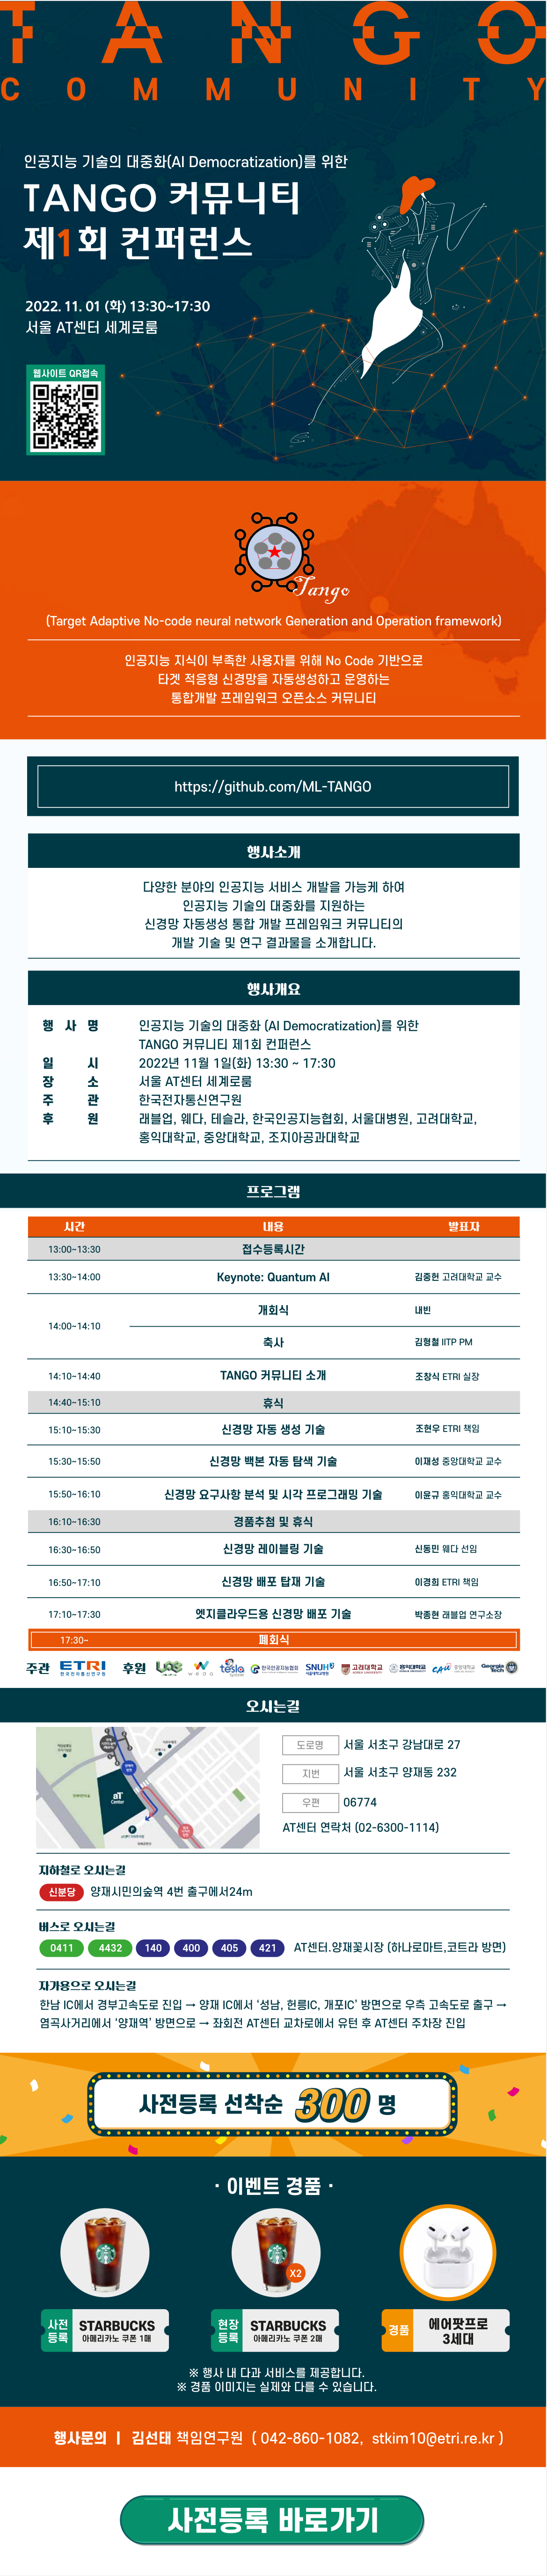 TANGO
COMMUNITY
인공지능 기술의 대중화(AI Democratization)를 위한
TANGO 커뮤니티
제1회 컨퍼런스
2022. 11. 01 (화) 13:30~17:30
서울 AT센터 세계로룸
웹사이트 QR접속
Tango
(Target Adaptive No-code neural network Generation and Operation framework)
인공지능 지식이 부족한 사용자를 위해 No Code 기반으로
타겟 적응형 신경망을 자동생성하고 운영하는
통합개발 프레임워크 오픈소스 커뮤니티
https://github.com/ML-TANGO
행사소개
다양한 분야의 인공지능 서비스 개발을 가능케 하여
인공지능 기술의 대중화를 지원하는
신경망 자동생성 통합 개발 프레임워크 커뮤니티의
개발 기술 및 연구 결과물을 소개합니다.
행사개요
행 사 명 인공지능 기술의 대중화 (AI Democratization)를 위한
TANGO 커뮤니티 제1회 컨퍼런스
일 시 2022년 11월 1일(화) 13:30 ~ 17:30
장 소 서울 AT센터 세계로룸
주 관 한국전자통신연구원
후 원 래블업, 웨다, 테슬라, 한국인공지능협회, 서울대병원, 고려대학교,
홍익대학교, 중앙대학교, 조지아공과대학교
프로그램
시간 내용 발표자
13:00~13:30 접수등록시간
13:30~14:00 Keynote: Quantum AI 김중헌 고려대학교 교수
14:00~14:10 개회식 내빈
축사 김형철 IITP PM
14:10~14:40 TANGO 커뮤니티 소개 조창식 ETRI 실장
14:40~15:10 휴식
15:10~15:30 신경망 자동 생성 기술 조현우 ETRI 책임
15:30~15:50 신경망 백본 자동 탐색 기술 이재성 중앙대학교 교수
15:50~16:10 신경망 요구사항 분석 및 시각 프로그래밍 기술 이윤규 홍익대학교 교수
16:10~16:30 경품추첨 및 휴식
16:30~16:50 신경망 레이블링 기술 신동민 웨다 선임
16:50~17:10 신경망 배포 탑재 기술 이경희 ETRI 책임
17:10~17:30 엣지클라우드용 신경망 배포 기술 박종현 래블업 연구소장
17:30~ 폐회식
주관 ETRI 한국전자통신연구원 후원 WEDA tesla 한국인공지능협회 SNUH 서울대학교병원 고려대학교 홍익대학교 CAU 중앙대학교 Georgia Tech
오시는길
aT Center
도로명 서울 서초구 강남대로 27
지번 서울 서초구 양재동 232
우편 06774
AT센터 연락처 (02-6300-1114)
지하철로 오시는길
신분당 양재시민의숲역 4번 출구에서24m
버스로 오시는길
0411 4432 140 400 405 421 AT센터.양재꽃시장 (하나로마트,코트라 방면)
자가용으로 오시는길
한남 IC에서 경부고속도로 진입 → 양재 IC에서 ‘성남, 헌릉IC, 개포IC’ 방면으로 우측 고속도로 출구 →
염곡사거리에서 ‘양재역’ 방면으로 → 좌회전 AT센터 교차로에서 유턴 후 AT센터 주차장 진입
사전등록 선착순 300 명
· 이벤트 경품 ·
X2
사전등록 STARBUCKS 아메리카노 쿠폰 1매
현장등록 STARBUCKS 아메리카노 쿠폰 2매
경품 에어팟프로 3세대
※ 행사 내 다과 서비스를 제공합니다.
※ 경품 이미지는 실제와 다를 수 있습니다.
행사문의 | 김선태 책임연구원 ( 042-860-1082, stkim10@etri.re.kr )
사전등록 바로가기